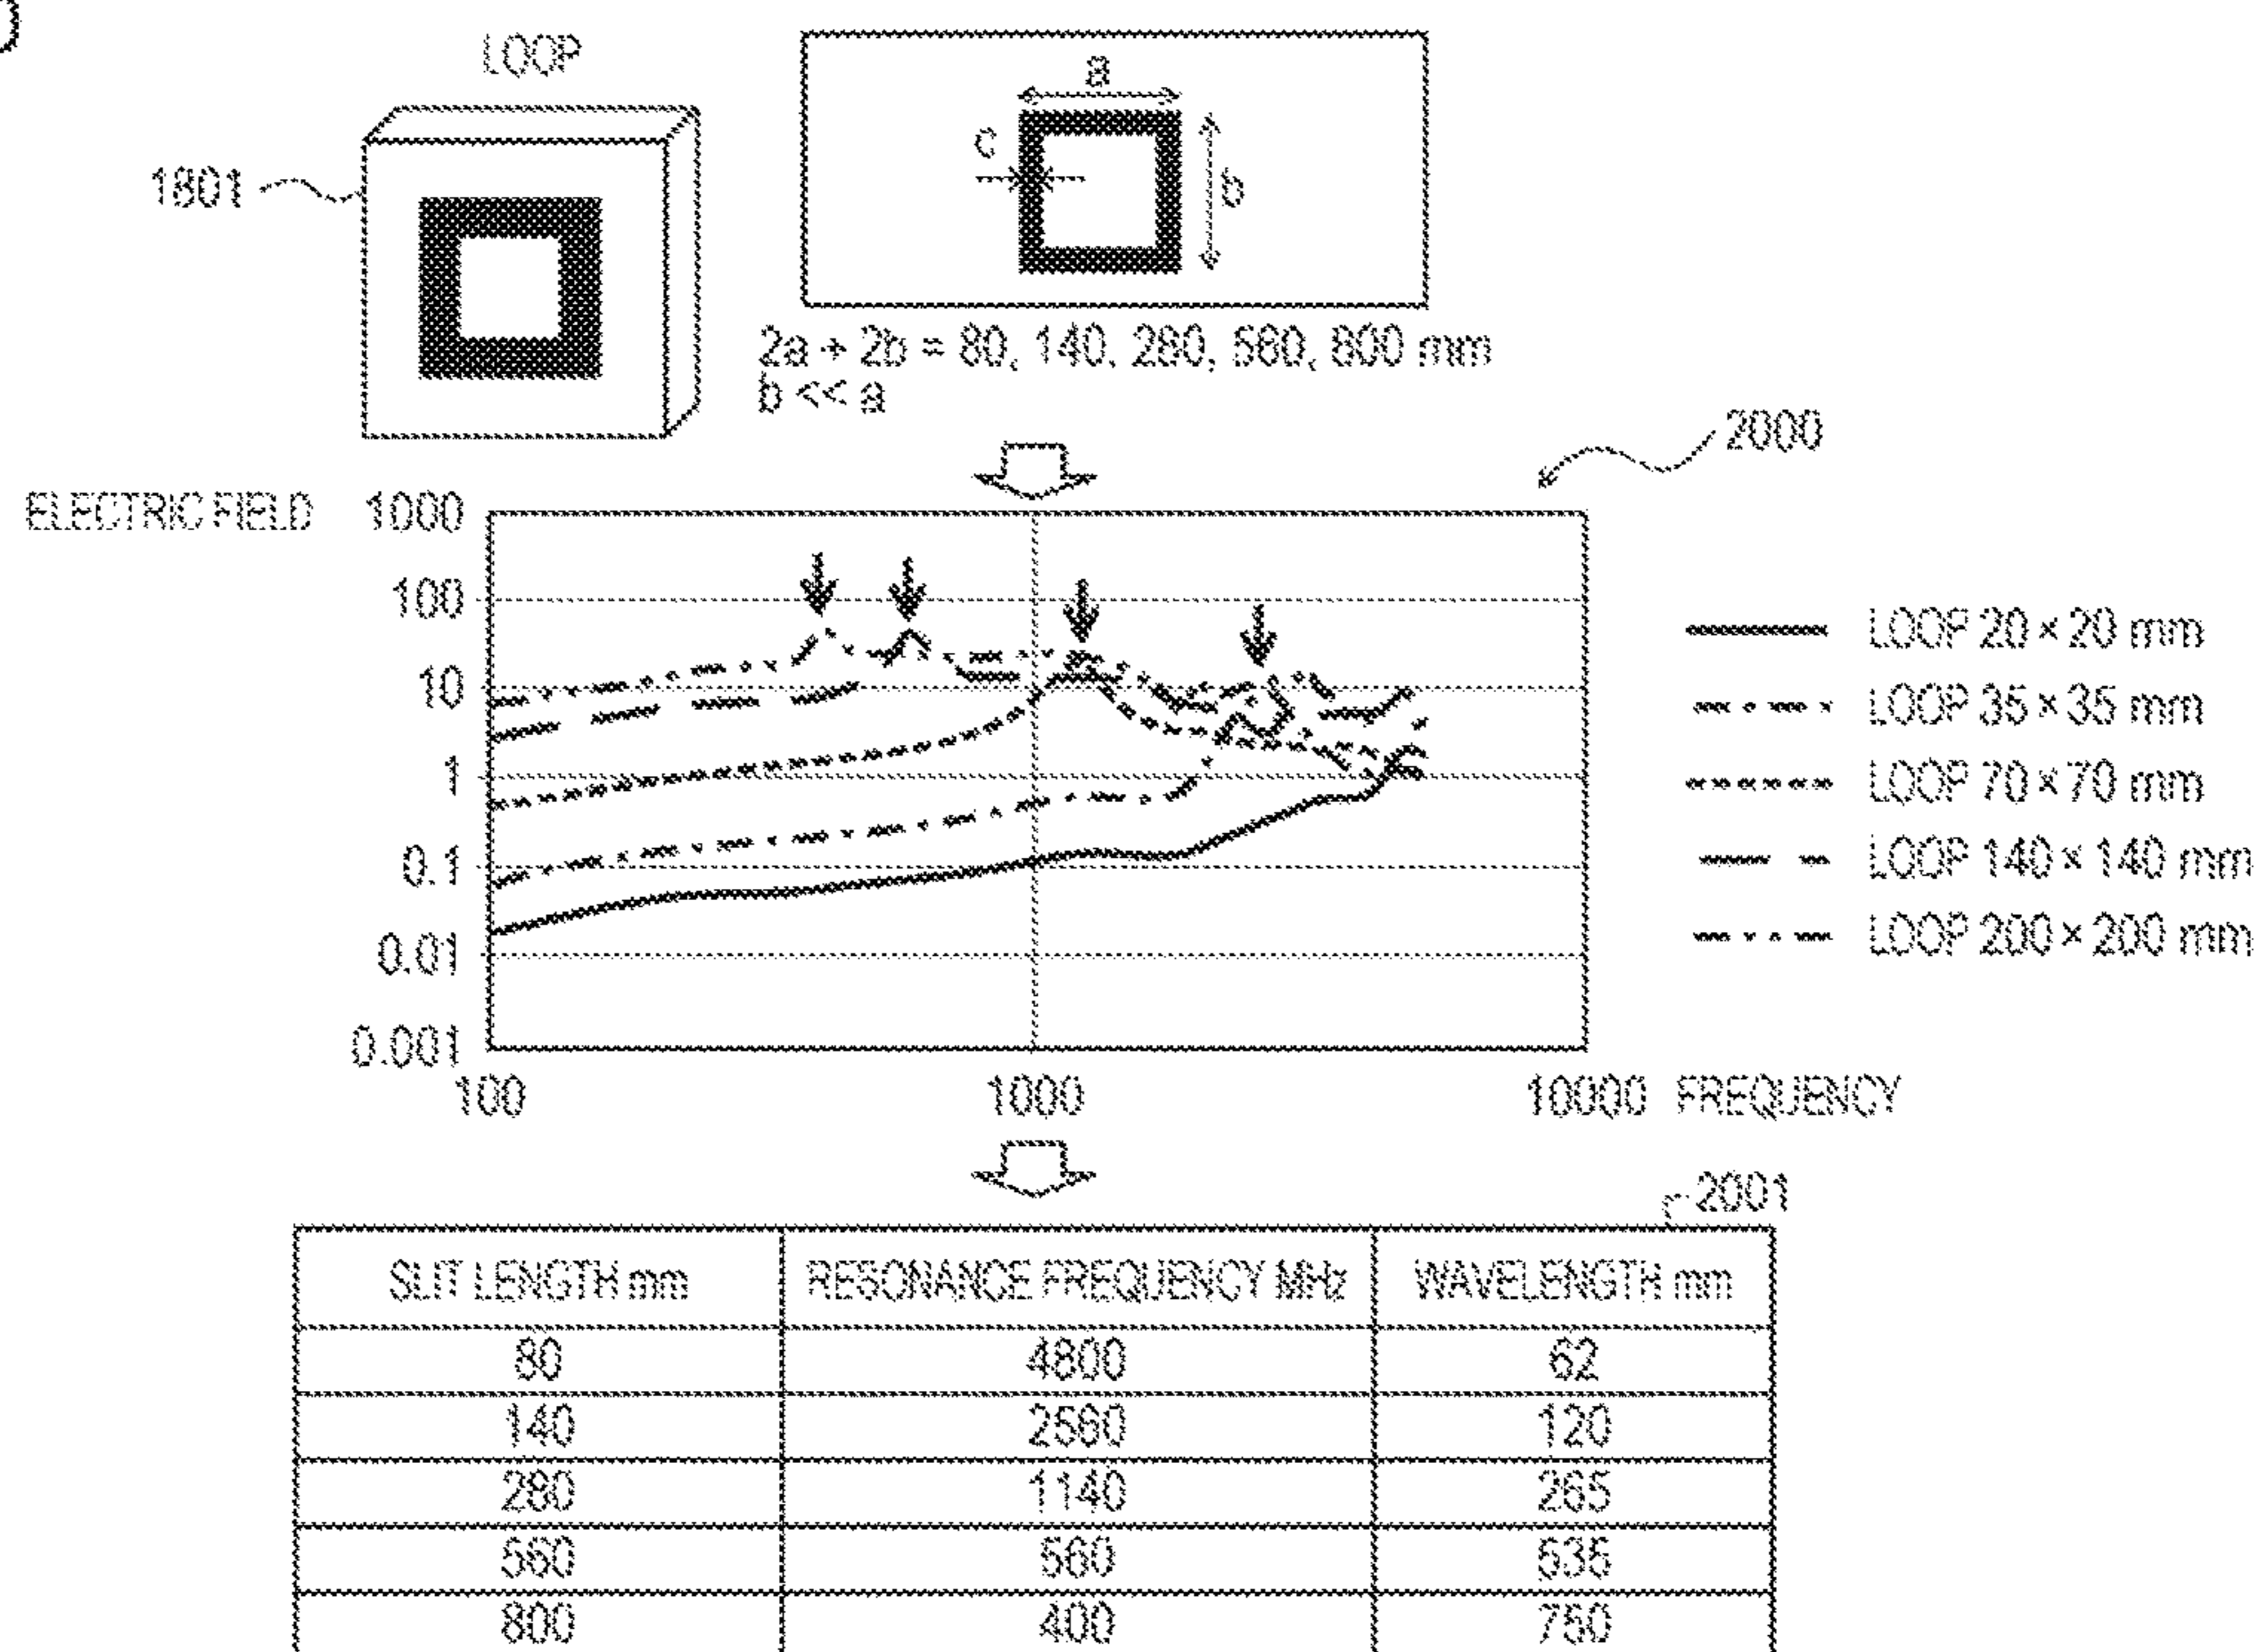 LOOP
1801
a
c
b
2a + 2b = 80, 140, 280, 560, 800 mm
b << a
2000
ELECTRIC FIELD
1000
100
10
1
0.1
0.01
0.001
100
1000
10000
FREQUENCY
LOOP 20 × 20 mm
LOOP 35 × 35 mm
LOOP 70 × 70 mm
LOOP 140 × 140 mm
LOOP 200 × 200 mm
2001
SLIT LENGTH mm RESONANCE FREQUENCY MHz WAVELENGTH mm
80 4800 62
140 2560 120
280 1140 265
560 560 535
800 400 750